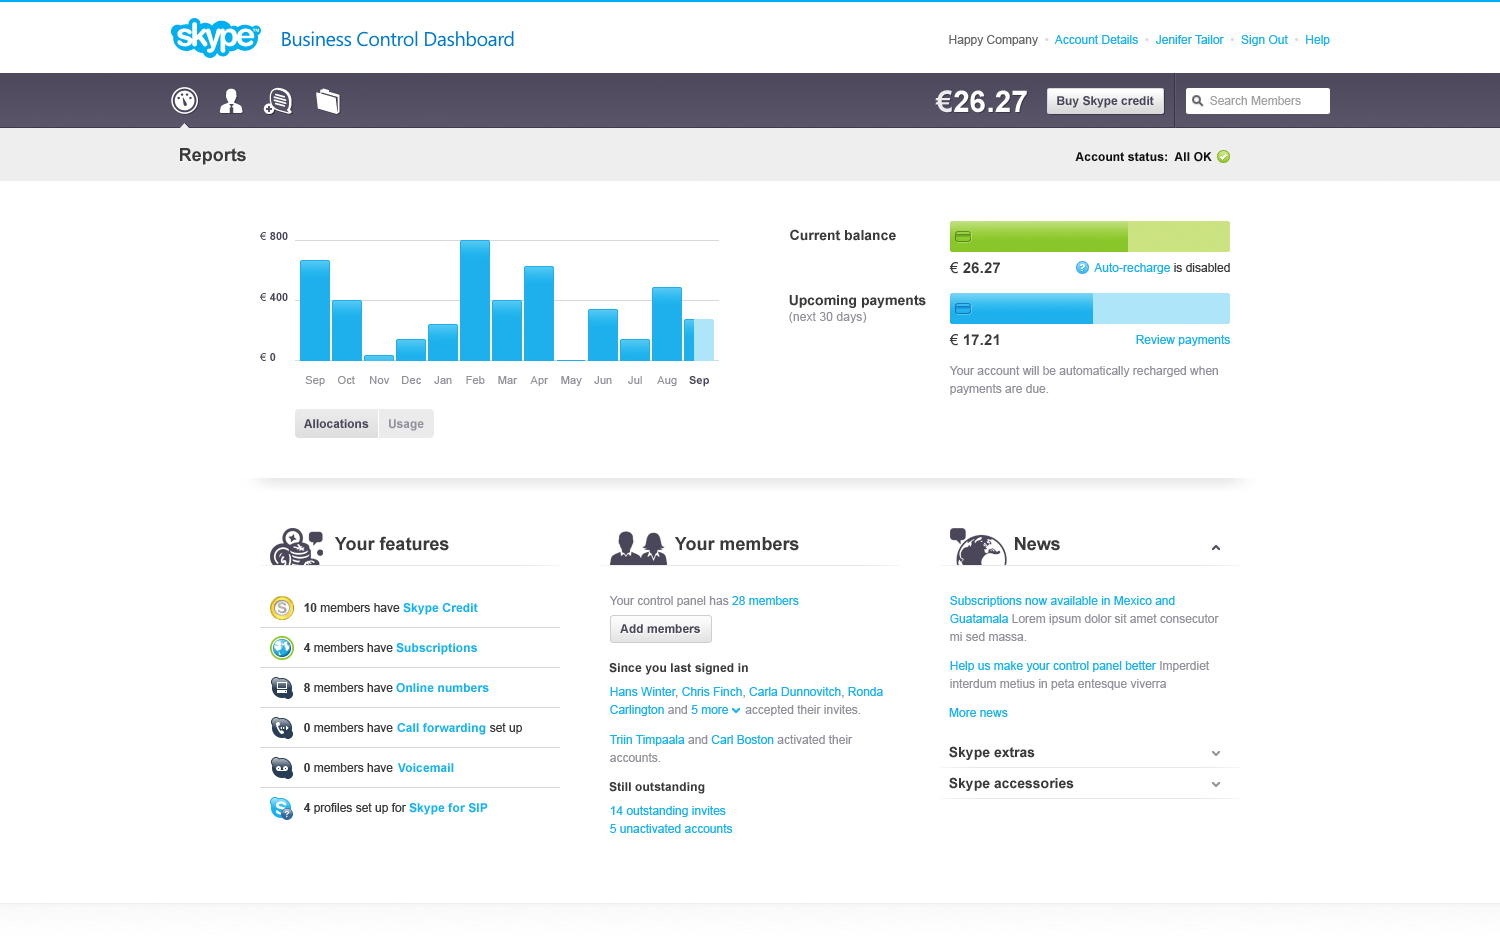 skype™ Business Control Dashboard
Happy Company • Account Details • Jenifer Tailor • Sign Out • Help
€26.27 Buy Skype credit Search Members
Reports
Account status: All OK
€ 800
€ 400
€ 0
Sep Oct Nov Dec Jan Feb Mar Apr May Jun Jul Aug Sep
Allocations Usage
Current balance
€ 26.27 Auto-recharge is disabled
Upcoming payments
(next 30 days)
€ 17.21 Review payments
Your account will be automatically recharged when
payments are due.
Your features
10 members have Skype Credit
4 members have Subscriptions
8 members have Online numbers
0 members have Call forwarding set up
0 members have Voicemail
4 profiles set up for Skype for SIP
Your members
Your control panel has 28 members
Add members
Since you last signed in
Hans Winter, Chris Finch, Carla Dunnovitch, Ronda
Carlington and 5 more accepted their invites.
Triin Timpaala and Carl Boston activated their
accounts.
Still outstanding
14 outstanding invites
5 unactivated accounts
News
Subscriptions now available in Mexico and
Guatamala Lorem ipsum dolor sit amet consecutor
mi sed massa.
Help us make your control panel better Imperdiet
interdum metius in peta entesque viverra
More news
Skype extras
Skype accessories